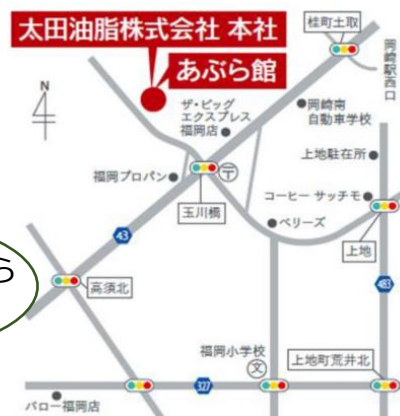 太田油脂株式会社 本社
あぶら館
桂町土取
岡崎駅西口
N
ザ・ビッグ
エクスプレス
福岡店
岡崎南
自動車学校
上地駐在所
福岡プロパン
〒
玉川橋
コーヒー サッチモ
ベリーズ
上地
43
ら
高須北
483
福岡小学校
文
上地町荒井北
327
バロー福岡店